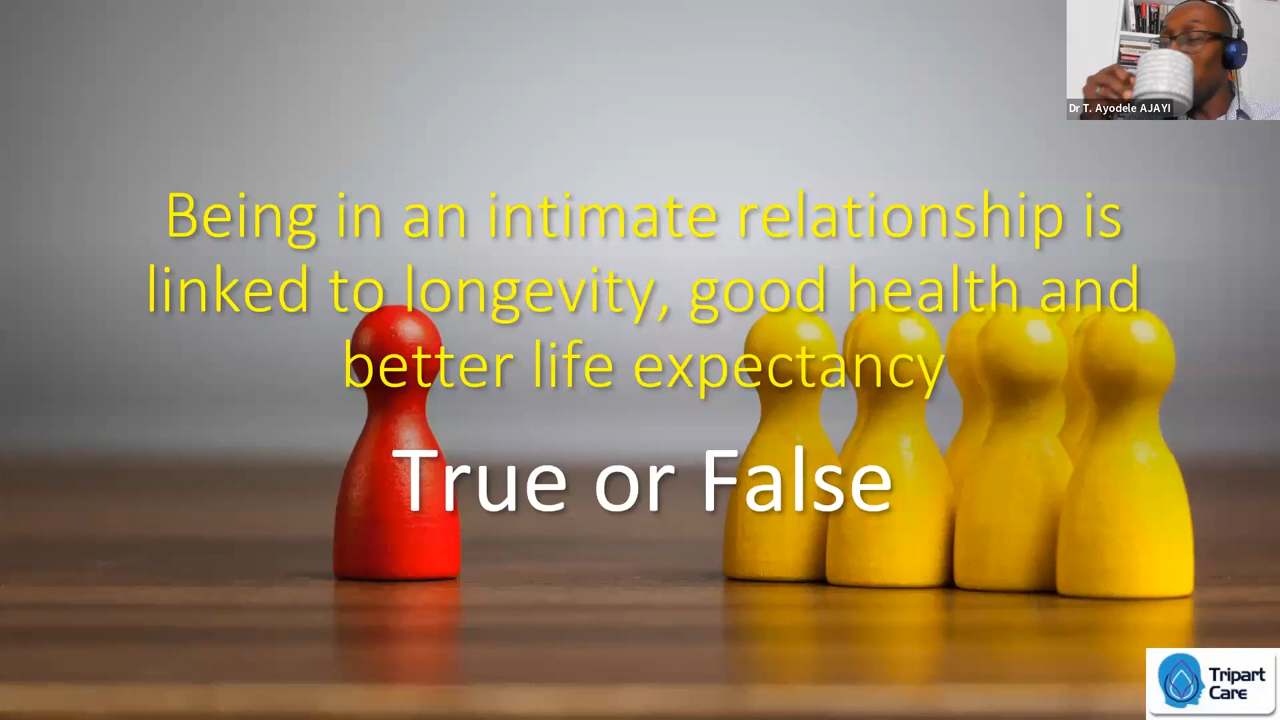 Dr T. Ayodele AJAYI
Being in an intimate relationship is
linked to longevity, good health and
better life expectancy
True or False
Tripart
Care